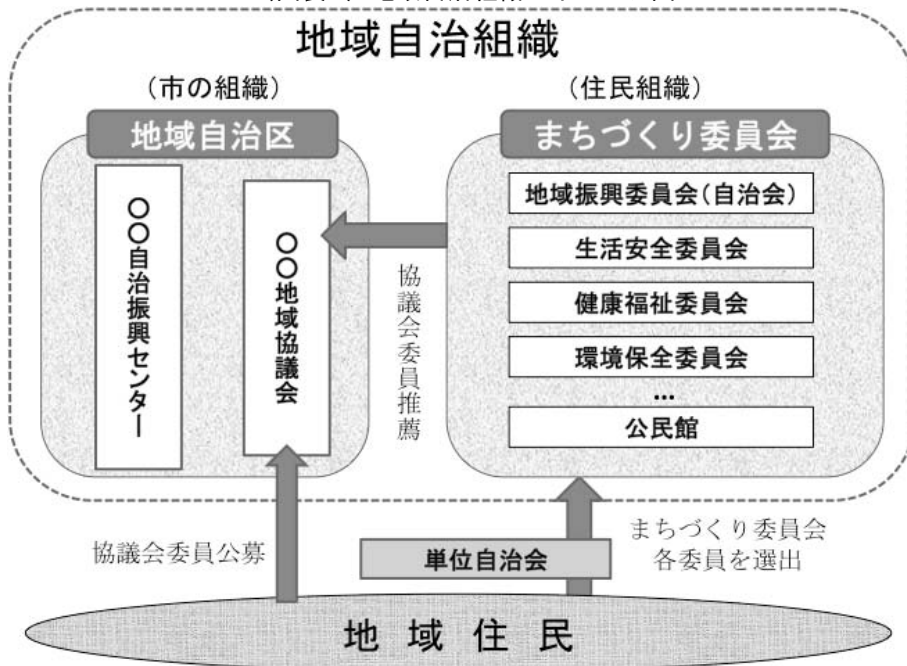 地域自治組織
（市の組織）
（住民組織）
地域自治区
まちづくり委員会
〇〇自治振興センター
〇〇地域協議会
協議会委員推薦
地域振興委員会（自治会）
生活安全委員会
健康福祉委員会
環境保全委員会
…
公民館
協議会委員公募
単位自治会
まちづくり委員会
各委員を選出
地域住民